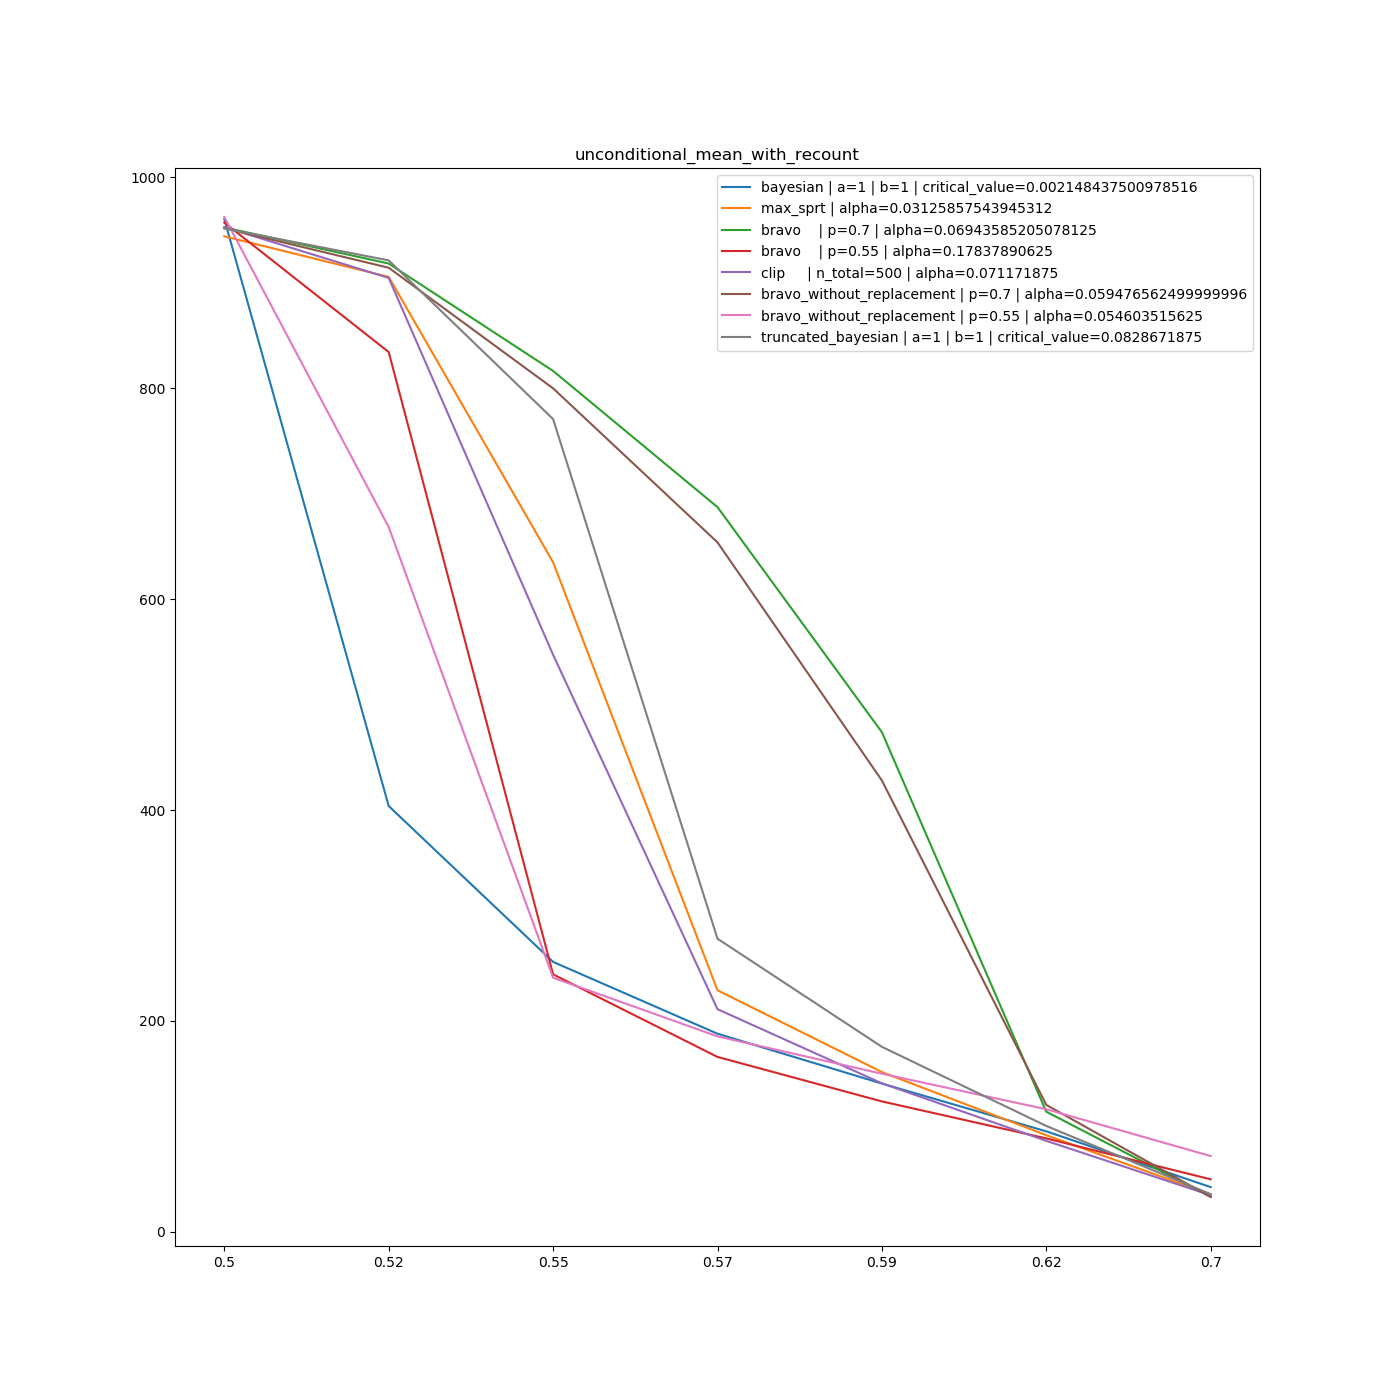 unconditional_mean_with_recount
1000
800
600
400
200
0
bayesian | a=1 | b=1 | critical_value=0.002148437500978516
max_sprt | alpha=0.03125857543945312
bravo    | p=0.7 | alpha=0.06943585205078125
bravo    | p=0.55 | alpha=0.17837890625
clip     | n_total=500 | alpha=0.071171875
bravo_without_replacement | p=0.7 | alpha=0.059476562499999996
bravo_without_replacement | p=0.55 | alpha=0.054603515625
truncated_bayesian | a=1 | b=1 | critical_value=0.0828671875
0.5 0.52 0.55 0.57 0.59 0.62 0.7